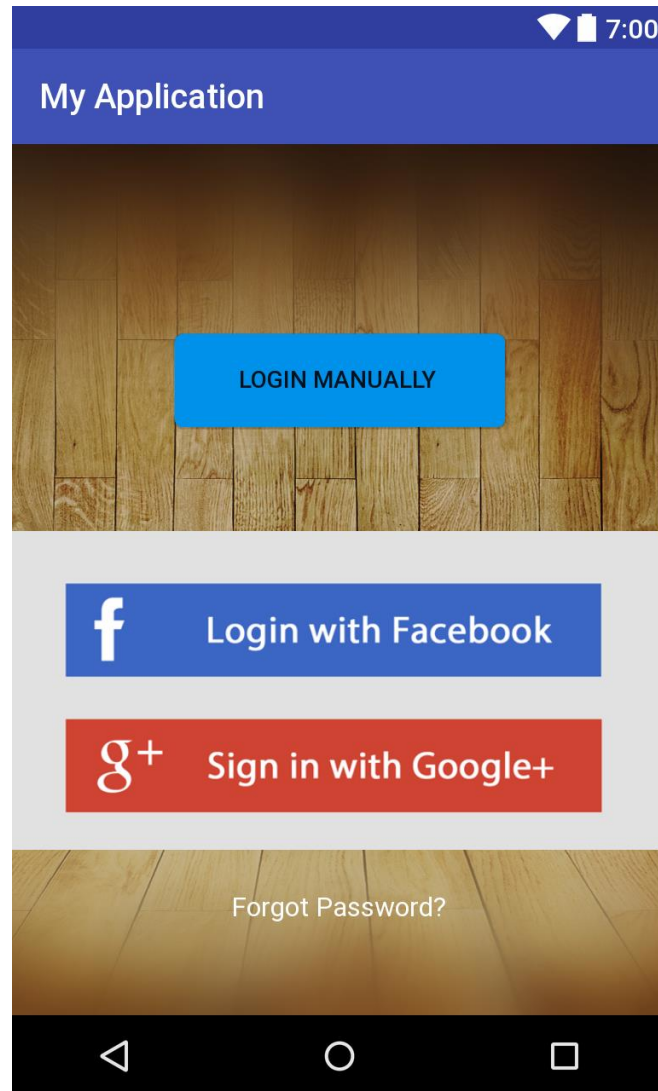 7:00
My Application
LOGIN MANUALLY
f Login with Facebook
g+ Sign in with Google+
Forgot Password?